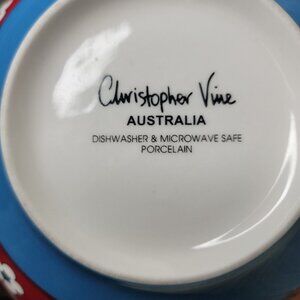 Christopher Vine
AUSTRALIA
DISHWASHER & MICROWAVE SAFE
PORCELAIN